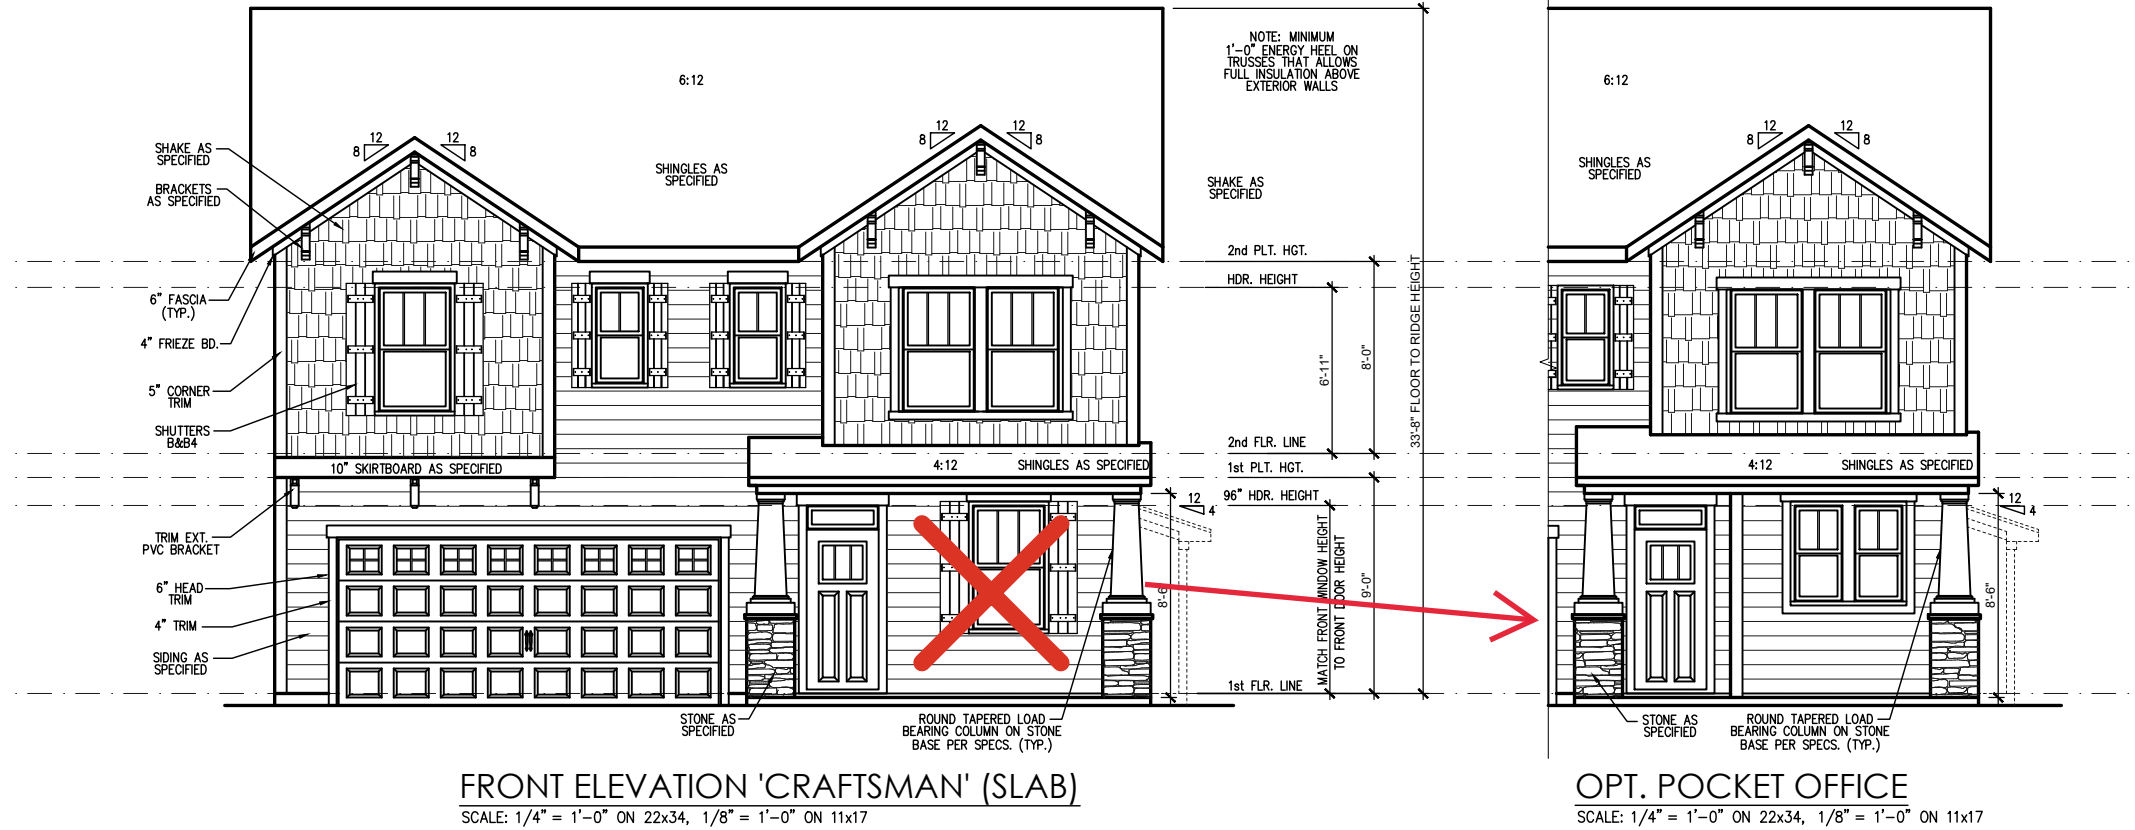 NOTE: MINIMUM
1'-0" ENERGY HEEL ON
TRUSSES THAT ALLOWS
FULL INSULATION ABOVE
EXTERIOR WALLS
6:12
6:12
12
8
12
8
12
8
12
8
12
8
12
8
SHAKE AS
SPECIFIED
BRACKETS
AS SPECIFIED
SHINGLES AS
SPECIFIED
SHAKE AS
SPECIFIED
SHINGLES AS
SPECIFIED
2nd PLT. HGT.
HDR. HEIGHT
6" FASCIA
(TYP.)
4" FRIEZE BD.
5" CORNER
TRIM
SHUTTERS
B&B4
6'-11"
8'-0"
33'-8" FLOOR TO RIDGE HEIGHT
2nd FLR. LINE
10" SKIRTBOARD AS SPECIFIED
4:12
SHINGLES AS SPECIFIED
1st PLT. HGT.
4:12
SHINGLES AS SPECIFIED
96" HDR. HEIGHT
12
4
12
4
TRIM EXT.
PVC BRACKET
6" HEAD
TRIM
4" TRIM
SIDING AS
SPECIFIED
8'-6"
MATCH FRONT WINDOW HEIGHT
TO FRONT DOOR HEIGHT
9'-0"
8'-6"
1st FLR. LINE
STONE AS
SPECIFIED
ROUND TAPERED LOAD
BEARING COLUMN ON STONE
BASE PER SPECS. (TYP.)
STONE AS
SPECIFIED
ROUND TAPERED LOAD
BEARING COLUMN ON STONE
BASE PER SPECS. (TYP.)
FRONT ELEVATION 'CRAFTSMAN' (SLAB)
SCALE: 1/4" = 1'-0" ON 22x34, 1/8" = 1'-0" ON 11x17
OPT. POCKET OFFICE
SCALE: 1/4" = 1'-0" ON 22x34, 1/8" = 1'-0" ON 11x17